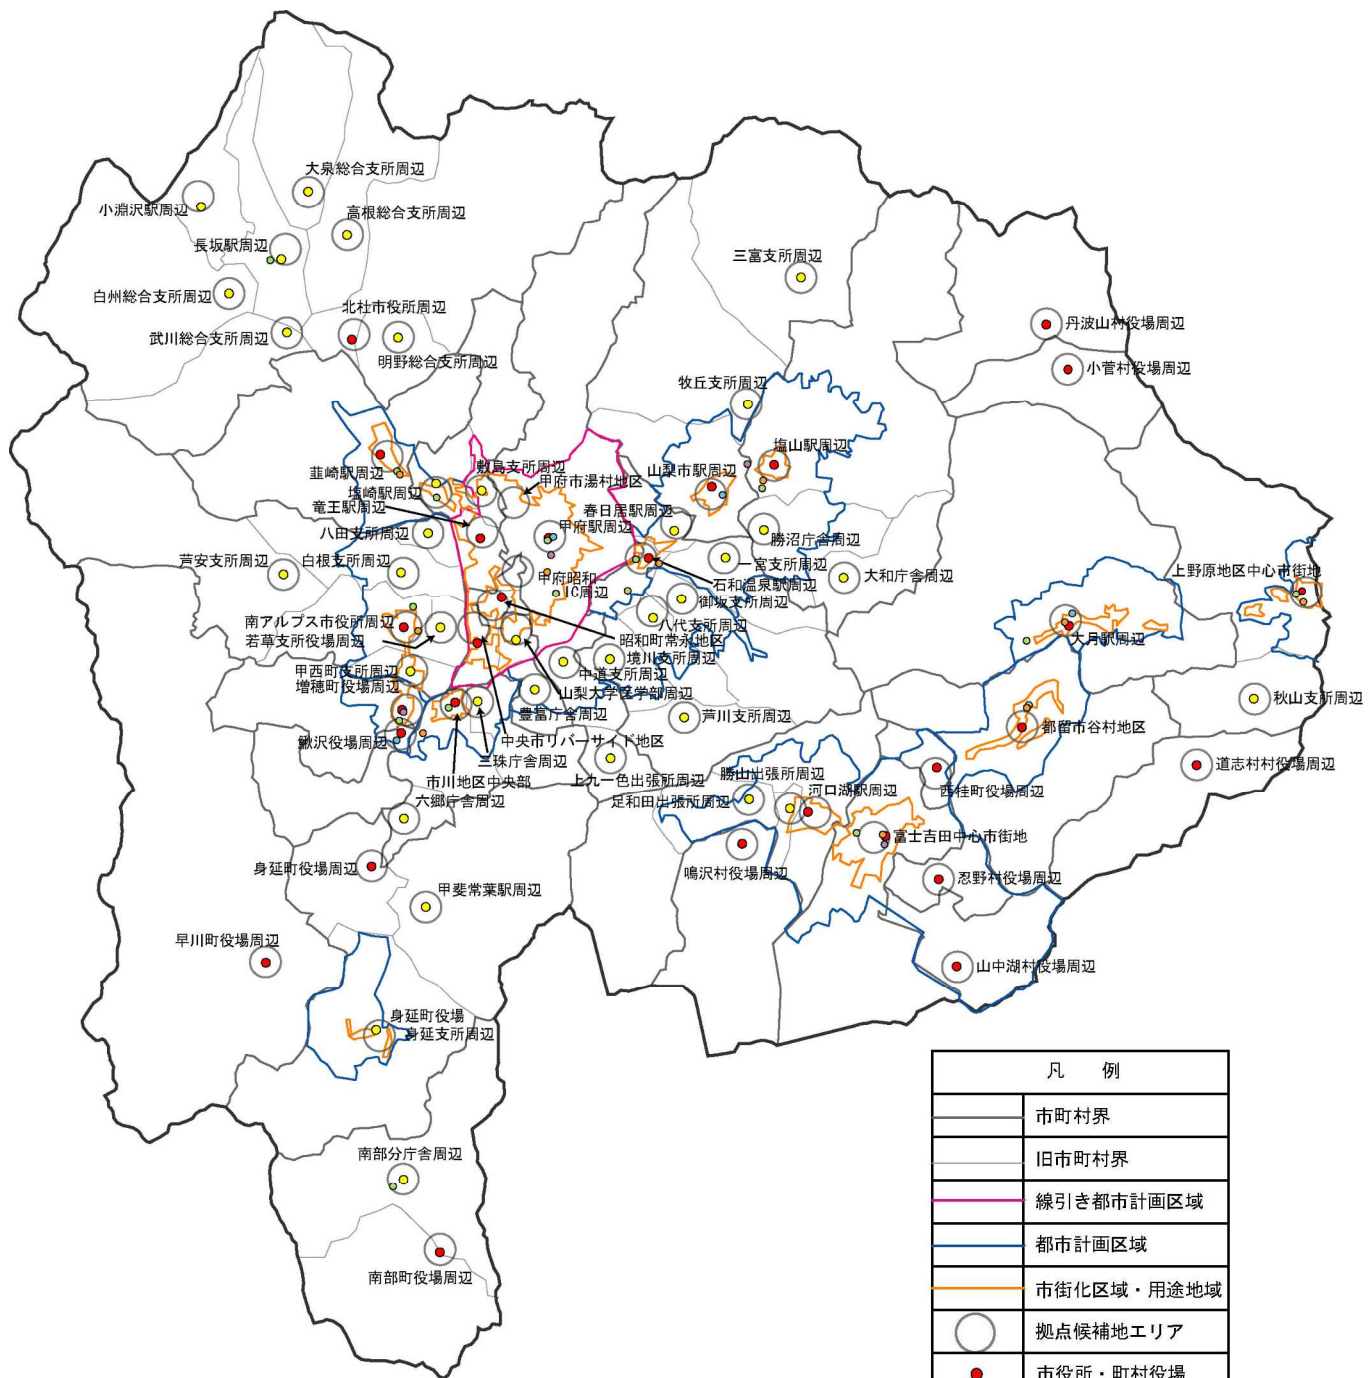 大泉総合支所周辺
小淵沢駅周辺
高根総合支所周辺
長坂駅周辺
三富支所周辺
白州総合支所周辺
北杜市役所周辺
武川総合支所周辺
丹波山村役場周辺
明野総合支所周辺
小菅村役場周辺
牧丘支所周辺
塩山駅周辺
韮崎駅周辺
敷島支所周辺
山梨市駅周辺
甲府市湯村地区
塩崎駅周辺
竜王駅周辺
春日居駅周辺
甲府駅周辺
八田支所周辺
勝沼庁舎周辺
芦安支所周辺
白根支所周辺
一宮支所周辺
大和庁舎周辺
上野原地区中心市街地
甲府昭和
IC周辺
石和温泉駅周辺
御坂支所周辺
南アルプス市役所周辺
八代支所周辺
若草支所役場周辺
昭和町常永地区
大月駅周辺
境川支所周辺
甲西町支所周辺
中道支所周辺
増穂町役場周辺
山梨大学医学部周辺
秋山支所周辺
豊富庁舎周辺
芦川支所周辺
都留市谷村地区
鰍沢役場周辺
中央市リバーサイド地区
三珠庁舎周辺
道志村村役場周辺
市川地区中央部
上九一色出張所周辺
勝山出張所周辺
河口湖駅周辺
西桂町役場周辺
六郷庁舎周辺
足和田出張所周辺
富士吉田中心市街地
身延町役場周辺
鳴沢村役場周辺
忍野村役場周辺
甲斐常葉駅周辺
早川町役場周辺
山中湖村役場周辺
身延町役場
身延支所周辺
南部分庁舎周辺
南部町役場周辺
凡　例
市町村界
旧市町村界
線引き都市計画区域
都市計画区域
市街化区域・用途地域
拠点候補地エリア
市役所・町村役場